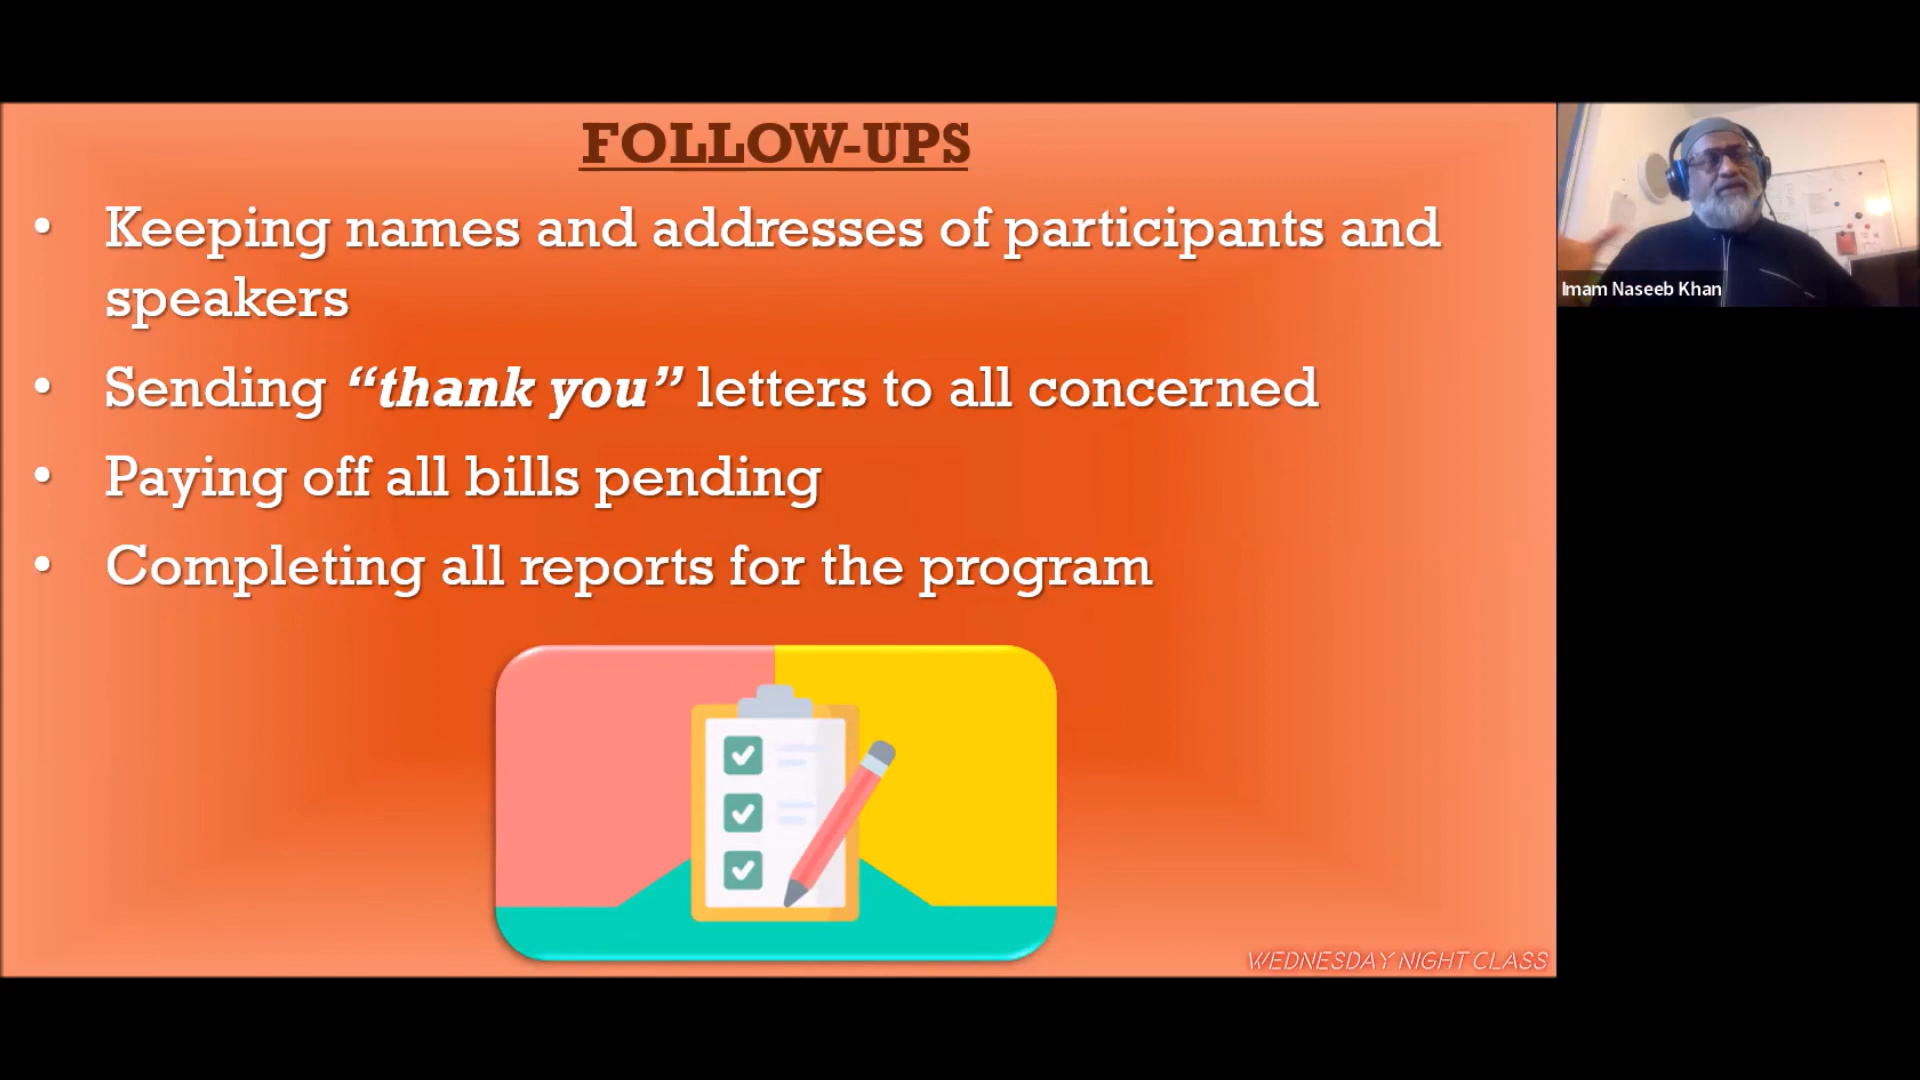 FOLLOW-UPS
• Keeping names and addresses of participants and
speakers
• Sending “thank you” letters to all concerned
• Paying off all bills pending
• Completing all reports for the program
WEDNESDAY NIGHT CLASS
Imam Naseeb Khan